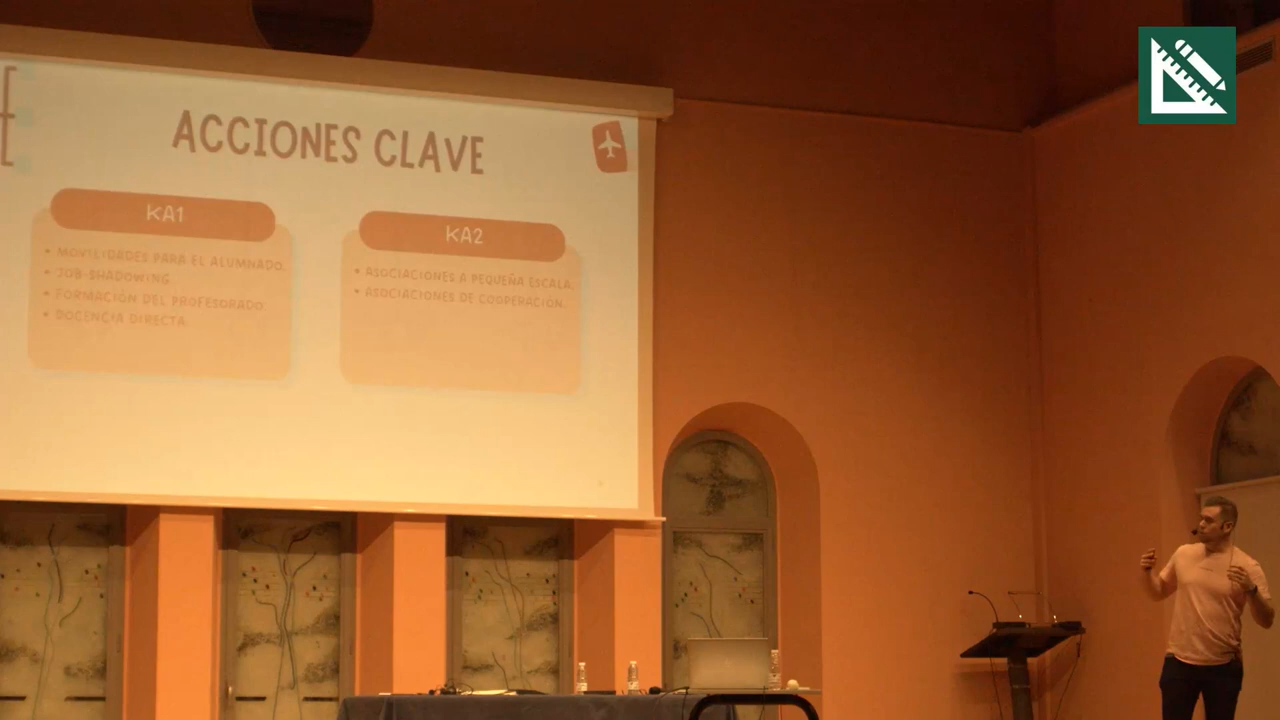 ACCIONES CLAVE
KA1
• MOVILIDADES PARA EL ALUMNADO.
• JOB-SHADOWING
• FORMACIÓN DEL PROFESORADO.
• DOCENCIA DIRECTA.
KA2
• ASOCIACIONES A PEQUEÑA ESCALA.
• ASOCIACIONES DE COOPERACIÓN.